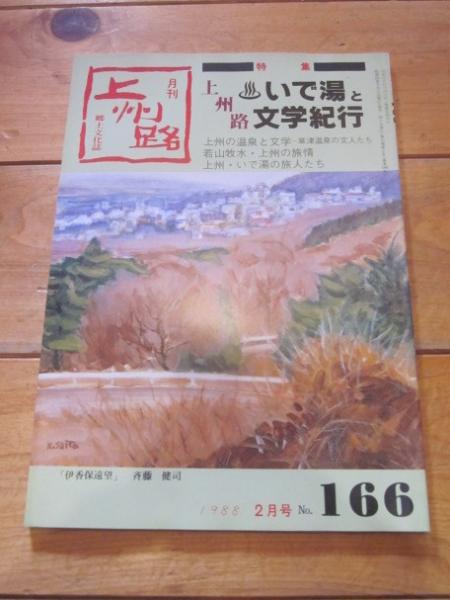 特集
月刊
上州路
郷土文化誌
上州路
♨いで湯と
文学紀行
上州の温泉と文学・草津温泉の文人たち
若山牧水・上州の旅情
上州・いで湯の旅人たち
K.Saito
「伊香保遠望」 斉藤 健司
1988 2月号 No. 166